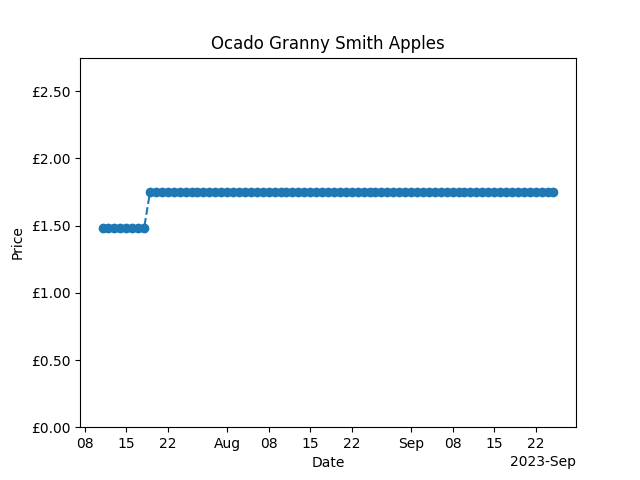 Ocado Granny Smith Apples
£2.50
£2.00
£1.50
£1.00
£0.50
£0.00
Price
08 15 22 Aug 08 15 22 Sep 08 15 22
Date
2023-Sep